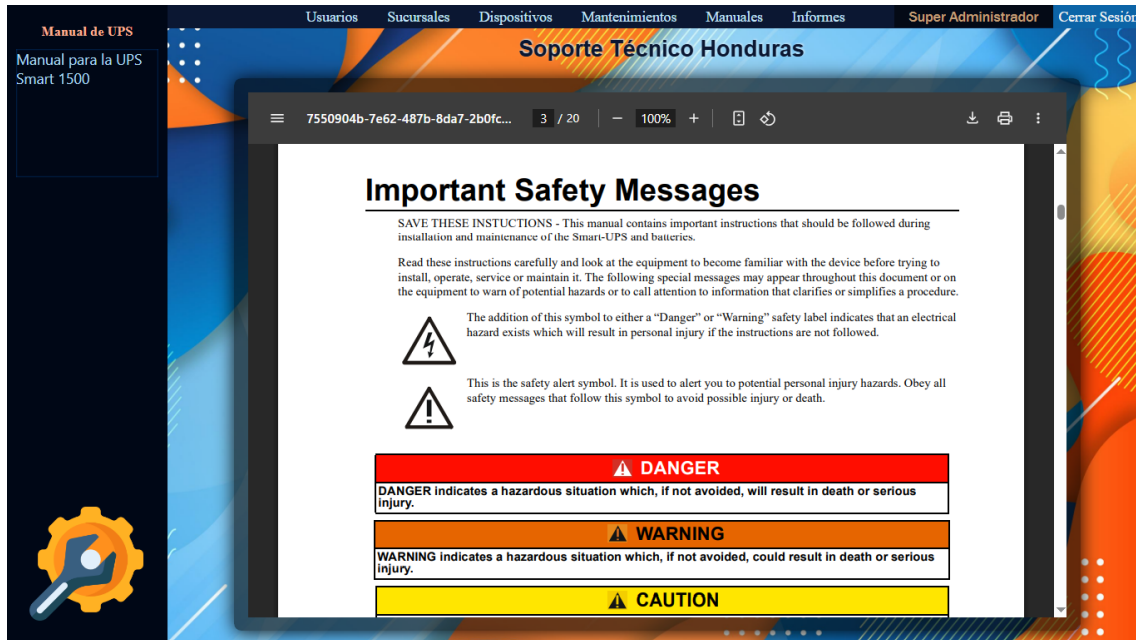 Usuarios Sucursales Dispositivos Mantenimientos Manuales Informes Super Administrador Cerrar Sesión
Manual de UPS
Manual para la UPS
Smart 1500
Soporte Técnico Honduras
7550904b-7e62-487b-8da7-2b0fc... 3 / 20 100%
Important Safety Messages
SAVE THESE INSTUCTIONS - This manual contains important instructions that should be followed during
installation and maintenance of the Smart-UPS and batteries.
Read these instructions carefully and look at the equipment to become familiar with the device before trying to
install, operate, service or maintain it. The following special messages may appear throughout this document or on
the equipment to warn of potential hazards or to call attention to information that clarifies or simplifies a procedure.
The addition of this symbol to either a “Danger” or “Warning” safety label indicates that an electrical
hazard exists which will result in personal injury if the instructions are not followed.
This is the safety alert symbol. It is used to alert you to potential personal injury hazards. Obey all
safety messages that follow this symbol to avoid possible injury or death.
DANGER
DANGER indicates a hazardous situation which, if not avoided, will result in death or serious
injury.
WARNING
WARNING indicates a hazardous situation which, if not avoided, could result in death or serious
injury.
CAUTION